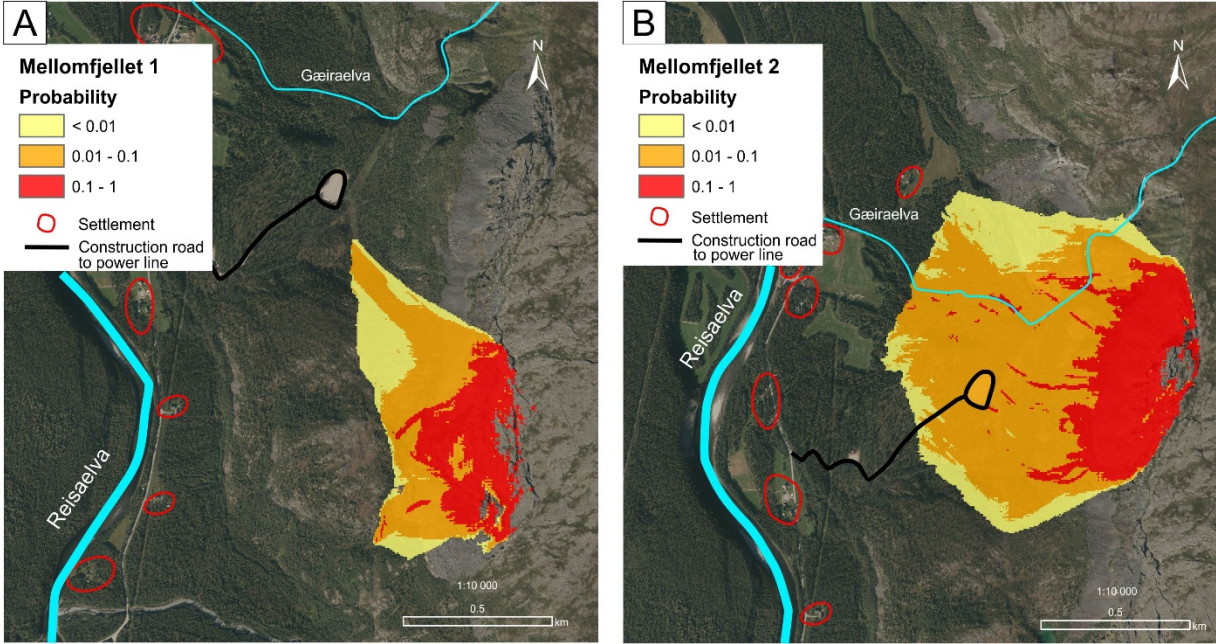 A
Mellomfjellet 1
Probability
< 0.01
0.01 - 0.1
0.1 - 1
Settlement
Construction road
to power line
Gæiraelva
N
Reisaelva
1:10 000
0.5
km
B
Mellomfjellet 2
Probability
< 0.01
0.01 - 0.1
0.1 - 1
Settlement
Construction road
to power line
Gæiraelva
N
Reisaelva
1:10 000
0.5
km